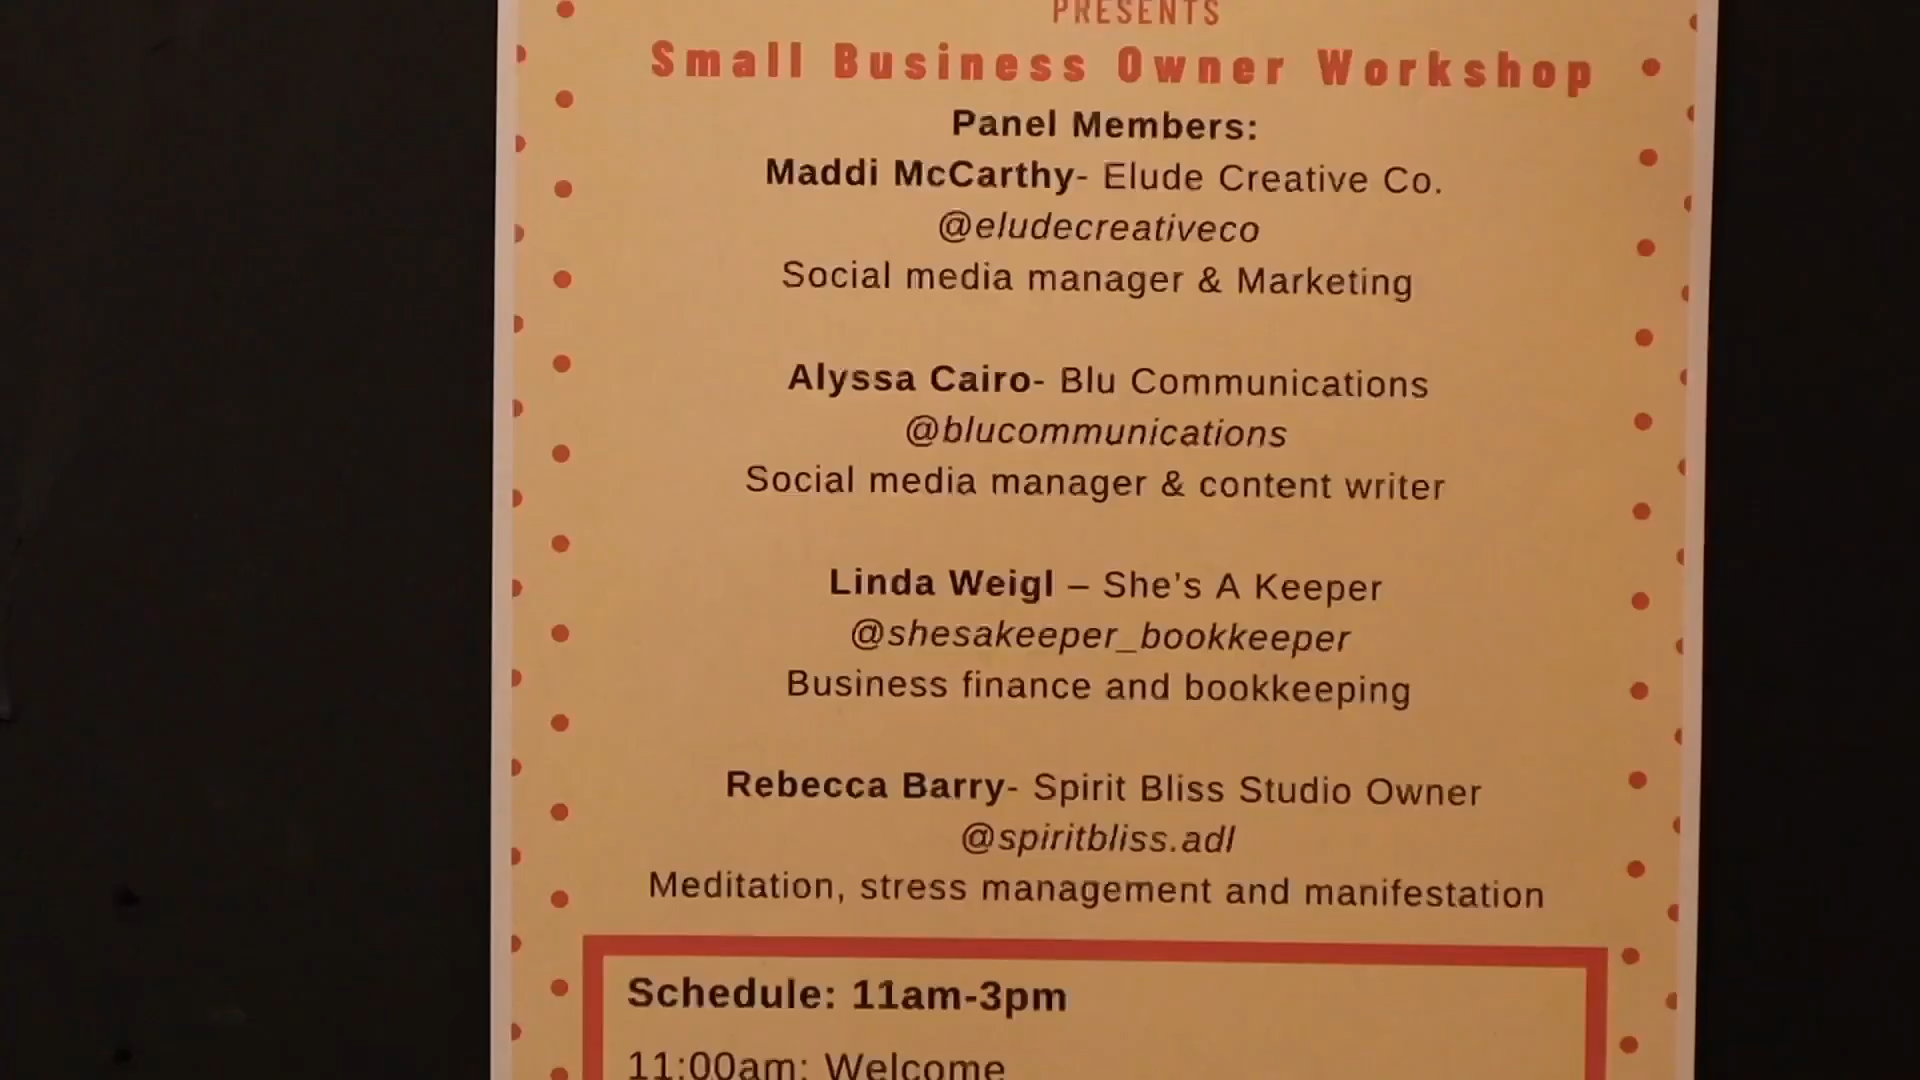 PRESENTS
Small Business Owner Workshop
Panel Members:
Maddi McCarthy- Elude Creative Co.
@eludecreativeco
Social media manager & Marketing
Alyssa Cairo- Blu Communications
@blucommunications
Social media manager & content writer
Linda Weigl – She's A Keeper
@shesakeeper_bookkeeper
Business finance and bookkeeping
Rebecca Barry- Spirit Bliss Studio Owner
@spiritbliss.adl
Meditation, stress management and manifestation
Schedule: 11am-3pm
11:00am: Welcome